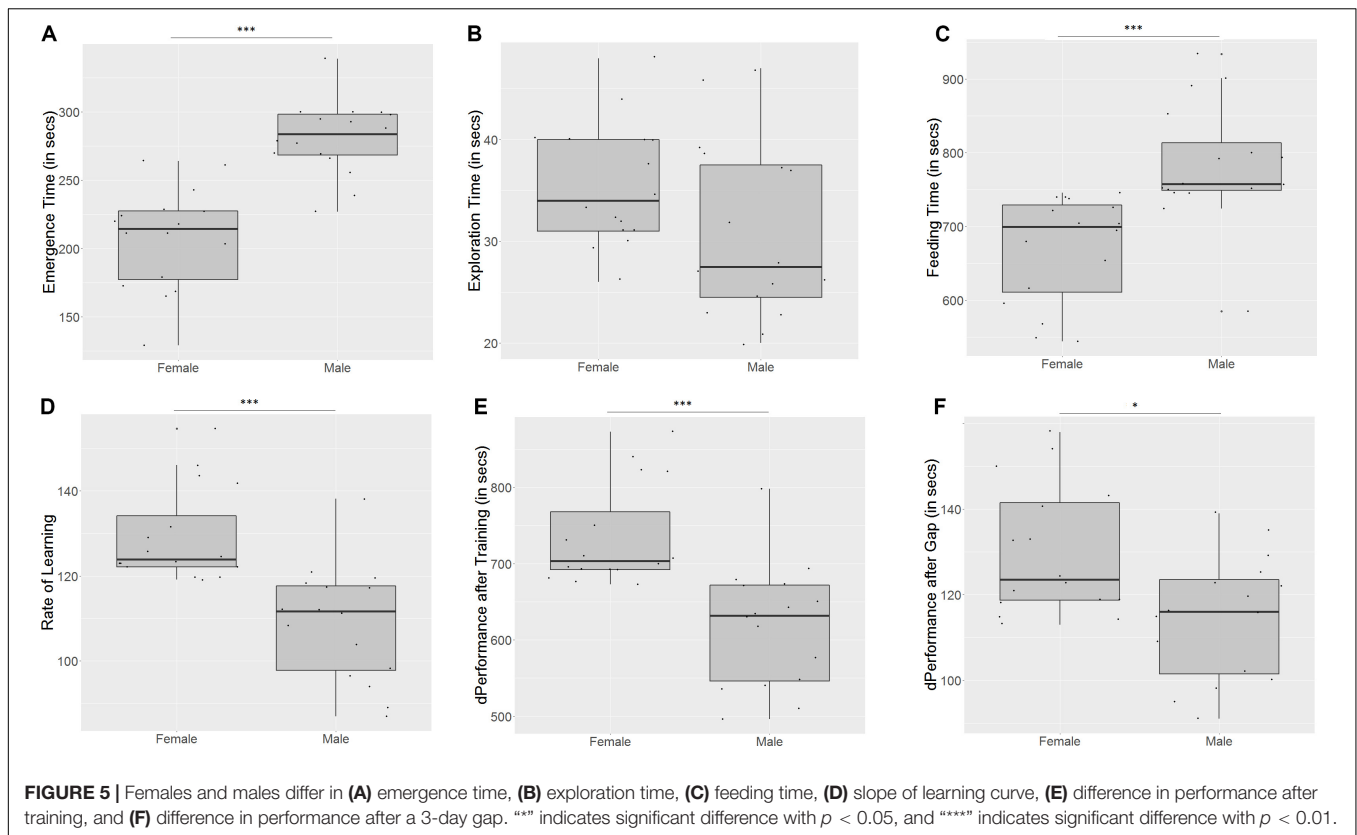 A
***
Emergence Time (in secs)
300
250
200
150
Female Male
B
Exploration Time (in secs)
40
30
20
Female Male
C
***
Feeding Time (in secs)
900
800
700
600
Female Male
D
***
Rate of Learning
140
120
100
Female Male
E
***
dPerformance after Training (in secs)
800
700
600
500
Female Male
F
*
dPerformance after Gap (in secs)
140
120
100
Female Male
FIGURE 5 | Females and males differ in (A) emergence time, (B) exploration time, (C) feeding time, (D) slope of learning curve, (E) difference in performance after
training, and (F) difference in performance after a 3-day gap. “*” indicates significant difference with p < 0.05, and “***” indicates significant difference with p < 0.01.